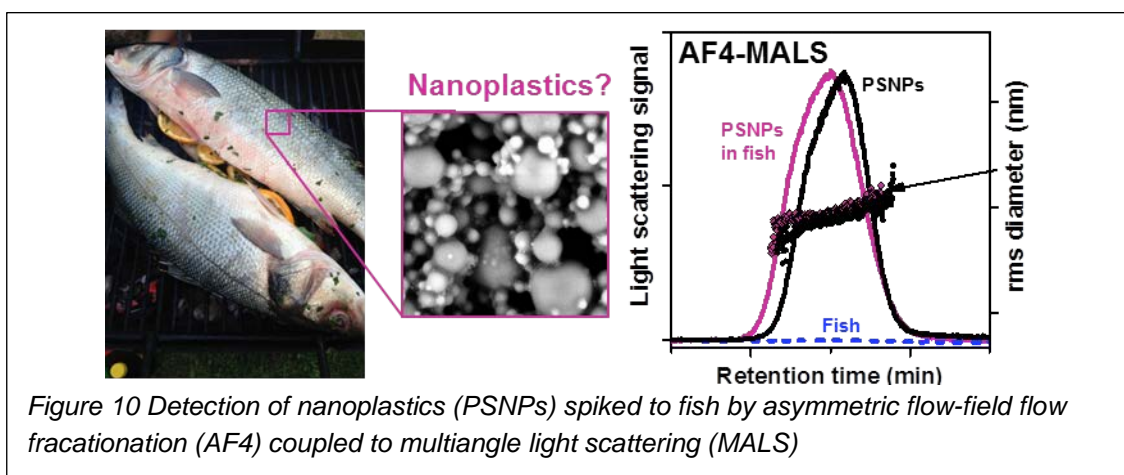 Nanoplastics?
AF4-MALS
PSNPs
PSNPs
in fish
Fish
Light scattering signal
rms diameter (nm)
Retention time (min)
Figure 10 Detection of nanoplastics (PSNPs) spiked to fish by asymmetric flow-field flow
fracationation (AF4) coupled to multiangle light scattering (MALS)